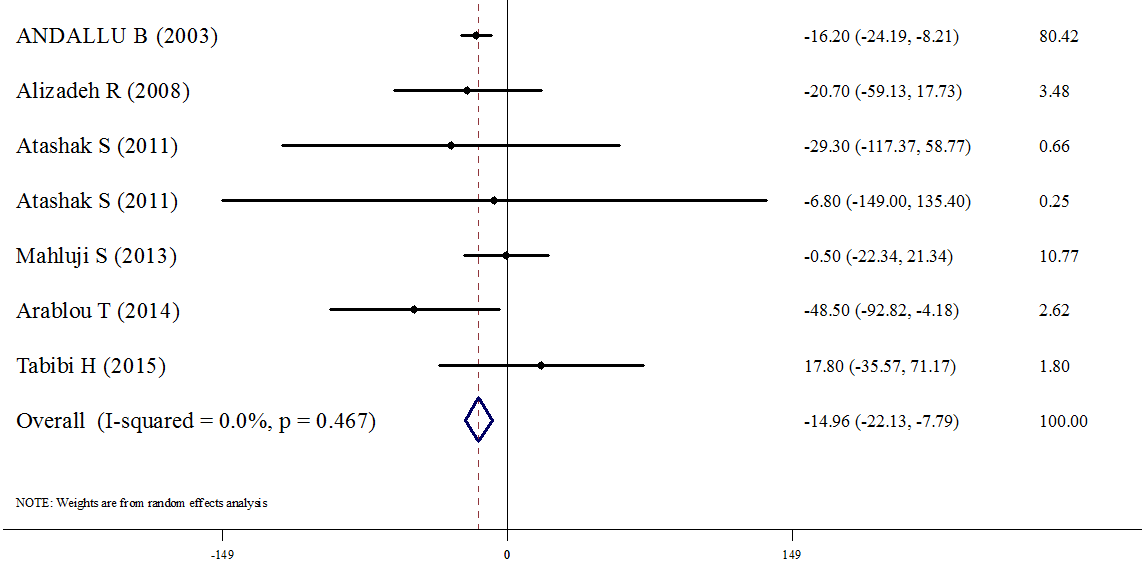 ANDALLU B (2003) -16.20 (-24.19, -8.21) 80.42
Alizadeh R (2008) -20.70 (-59.13, 17.73) 3.48
Atashak S (2011) -29.30 (-117.37, 58.77) 0.66
Atashak S (2011) -6.80 (-149.00, 135.40) 0.25
Mahluji S (2013) -0.50 (-22.34, 21.34) 10.77
Arablou T (2014) -48.50 (-92.82, -4.18) 2.62
Tabibi H (2015) 17.80 (-35.57, 71.17) 1.80
Overall (I-squared = 0.0%, p = 0.467) -14.96 (-22.13, -7.79) 100.00
NOTE: Weights are from random effects analysis
-149 0 149